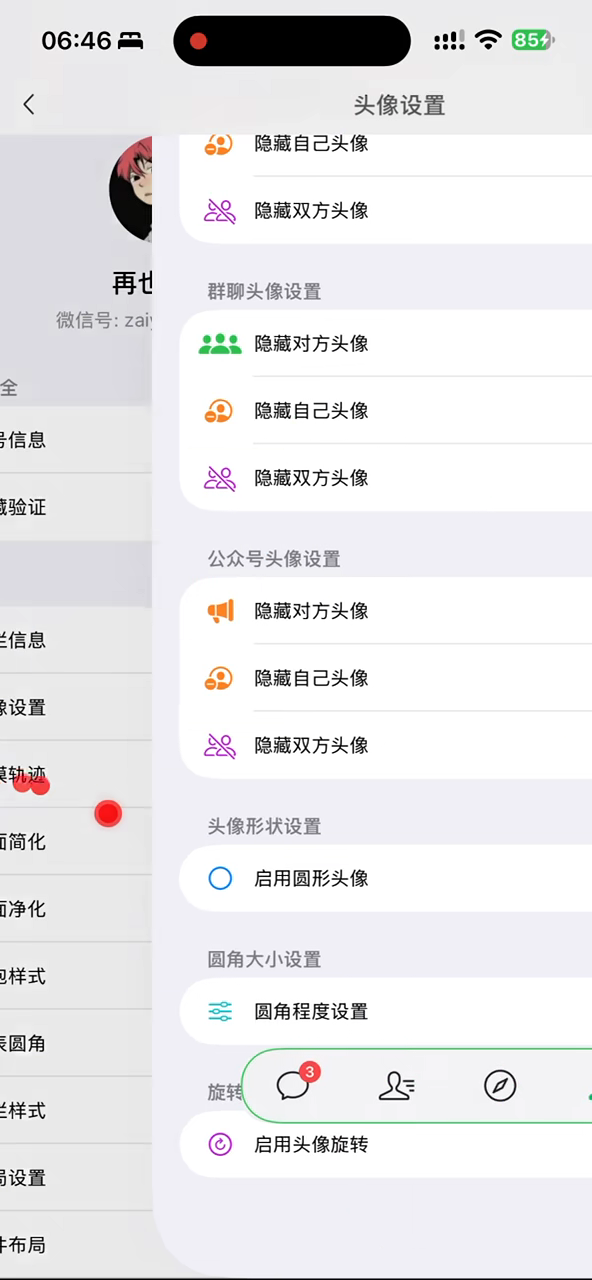 06:46
85
头像设置
隐藏自己头像
隐藏双方头像
再也
微信号: zaiy
群聊头像设置
全
隐藏对方头像
号信息
隐藏自己头像
隐藏双方头像
藏验证
公众号头像设置
隐藏对方头像
栏信息
隐藏自己头像
像设置
隐藏双方头像
摸轨迹
头像形状设置
面简化
启用圆形头像
面净化
圆角大小设置
包样式
圆角程度设置
表圆角
3
旋转
栏样式
启用头像旋转
局设置
件布局